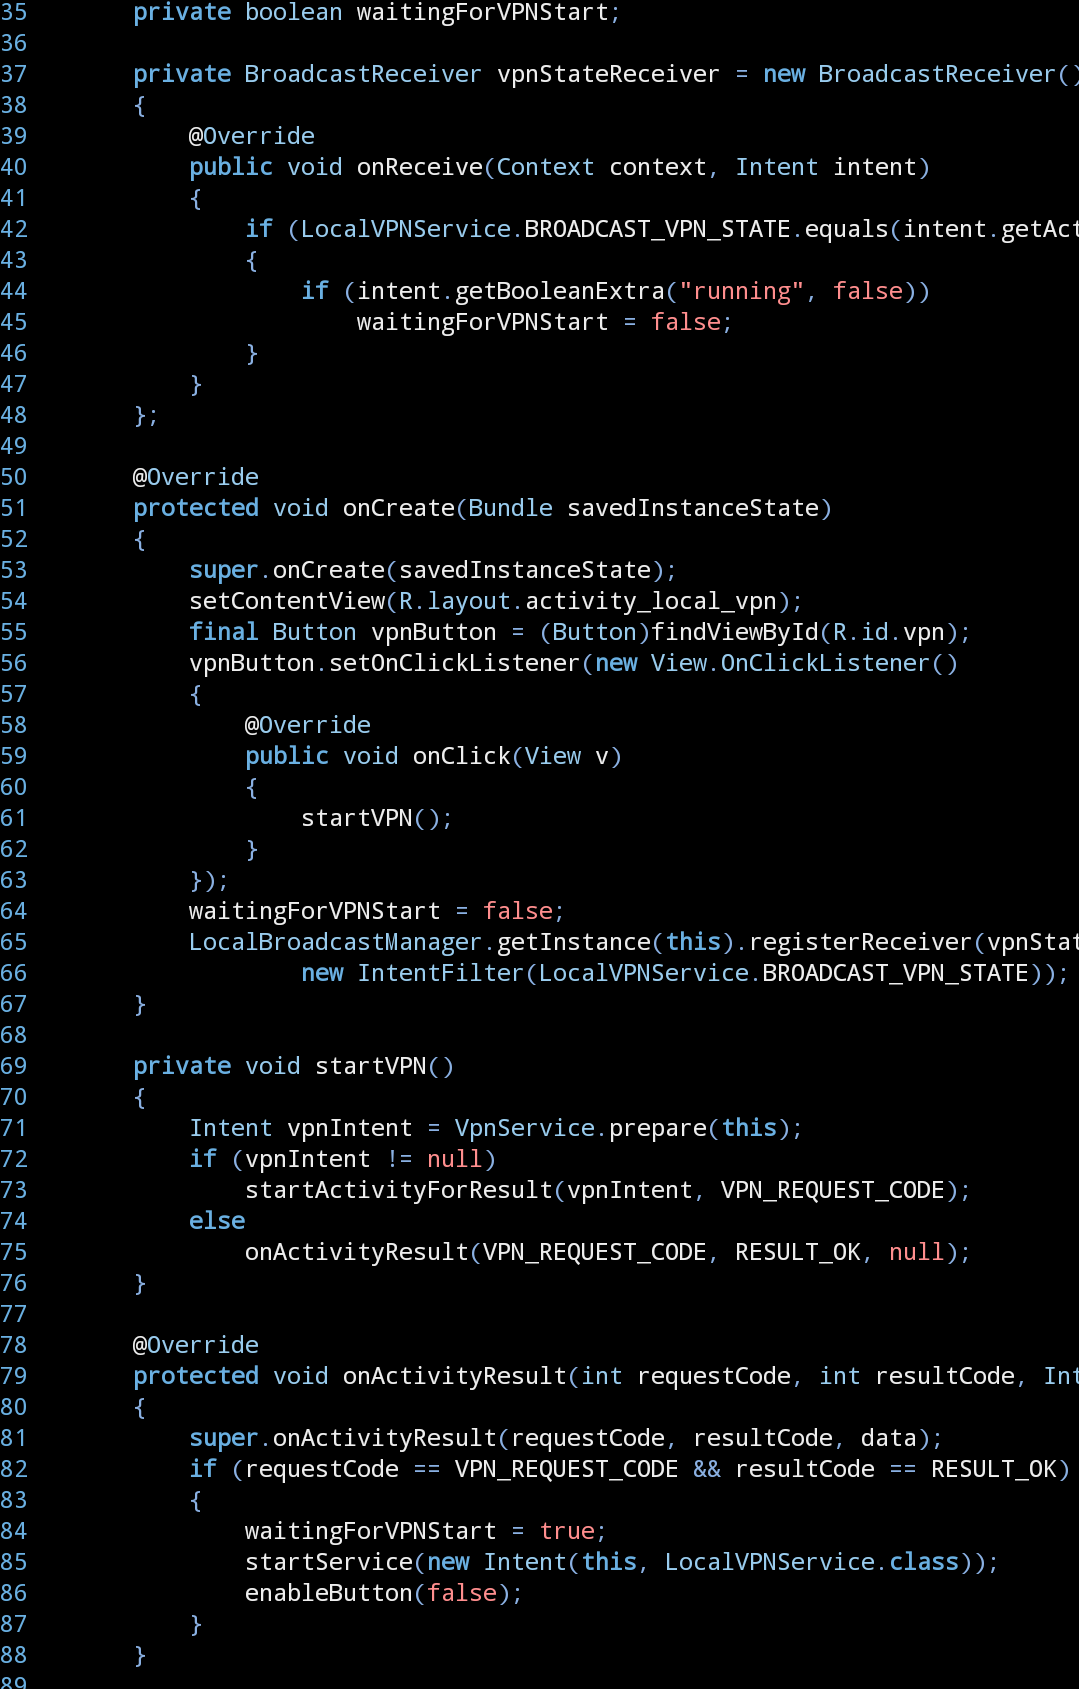 35 private boolean waitingForVPNStart;
36
37 private BroadcastReceiver vpnStateReceiver = new BroadcastReceiver()
38 {
39 @Override
40 public void onReceive(Context context, Intent intent)
41 {
42 if (LocalVPNService.BROADCAST_VPN_STATE.equals(intent.getAct
43 {
44 if (intent.getBooleanExtra("running", false))
45 waitingForVPNStart = false;
46 }
47 }
48 };
49
50 @Override
51 protected void onCreate(Bundle savedInstanceState)
52 {
53 super.onCreate(savedInstanceState);
54 setContentView(R.layout.activity_local_vpn);
55 final Button vpnButton = (Button)findViewById(R.id.vpn);
56 vpnButton.setOnClickListener(new View.OnClickListener()
57 {
58 @Override
59 public void onClick(View v)
60 {
61 startVPN();
62 }
63 });
64 waitingForVPNStart = false;
65 LocalBroadcastManager.getInstance(this).registerReceiver(vpnStat
66 new IntentFilter(LocalVPNService.BROADCAST_VPN_STATE));
67 }
68
69 private void startVPN()
70 {
71 Intent vpnIntent = VpnService.prepare(this);
72 if (vpnIntent != null)
73 startActivityForResult(vpnIntent, VPN_REQUEST_CODE);
74 else
75 onActivityResult(VPN_REQUEST_CODE, RESULT_OK, null);
76 }
77
78 @Override
79 protected void onActivityResult(int requestCode, int resultCode, Int
80 {
81 super.onActivityResult(requestCode, resultCode, data);
82 if (requestCode == VPN_REQUEST_CODE && resultCode == RESULT_OK)
83 {
84 waitingForVPNStart = true;
85 startService(new Intent(this, LocalVPNService.class));
86 enableButton(false);
87 }
88 }
89